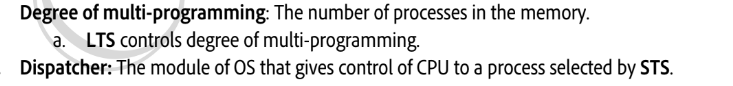 Degree of multi-programming: The number of processes in the memory.
a. LTS controls degree of multi-programming.
Dispatcher: The module of OS that gives control of CPU to a process selected by STS.